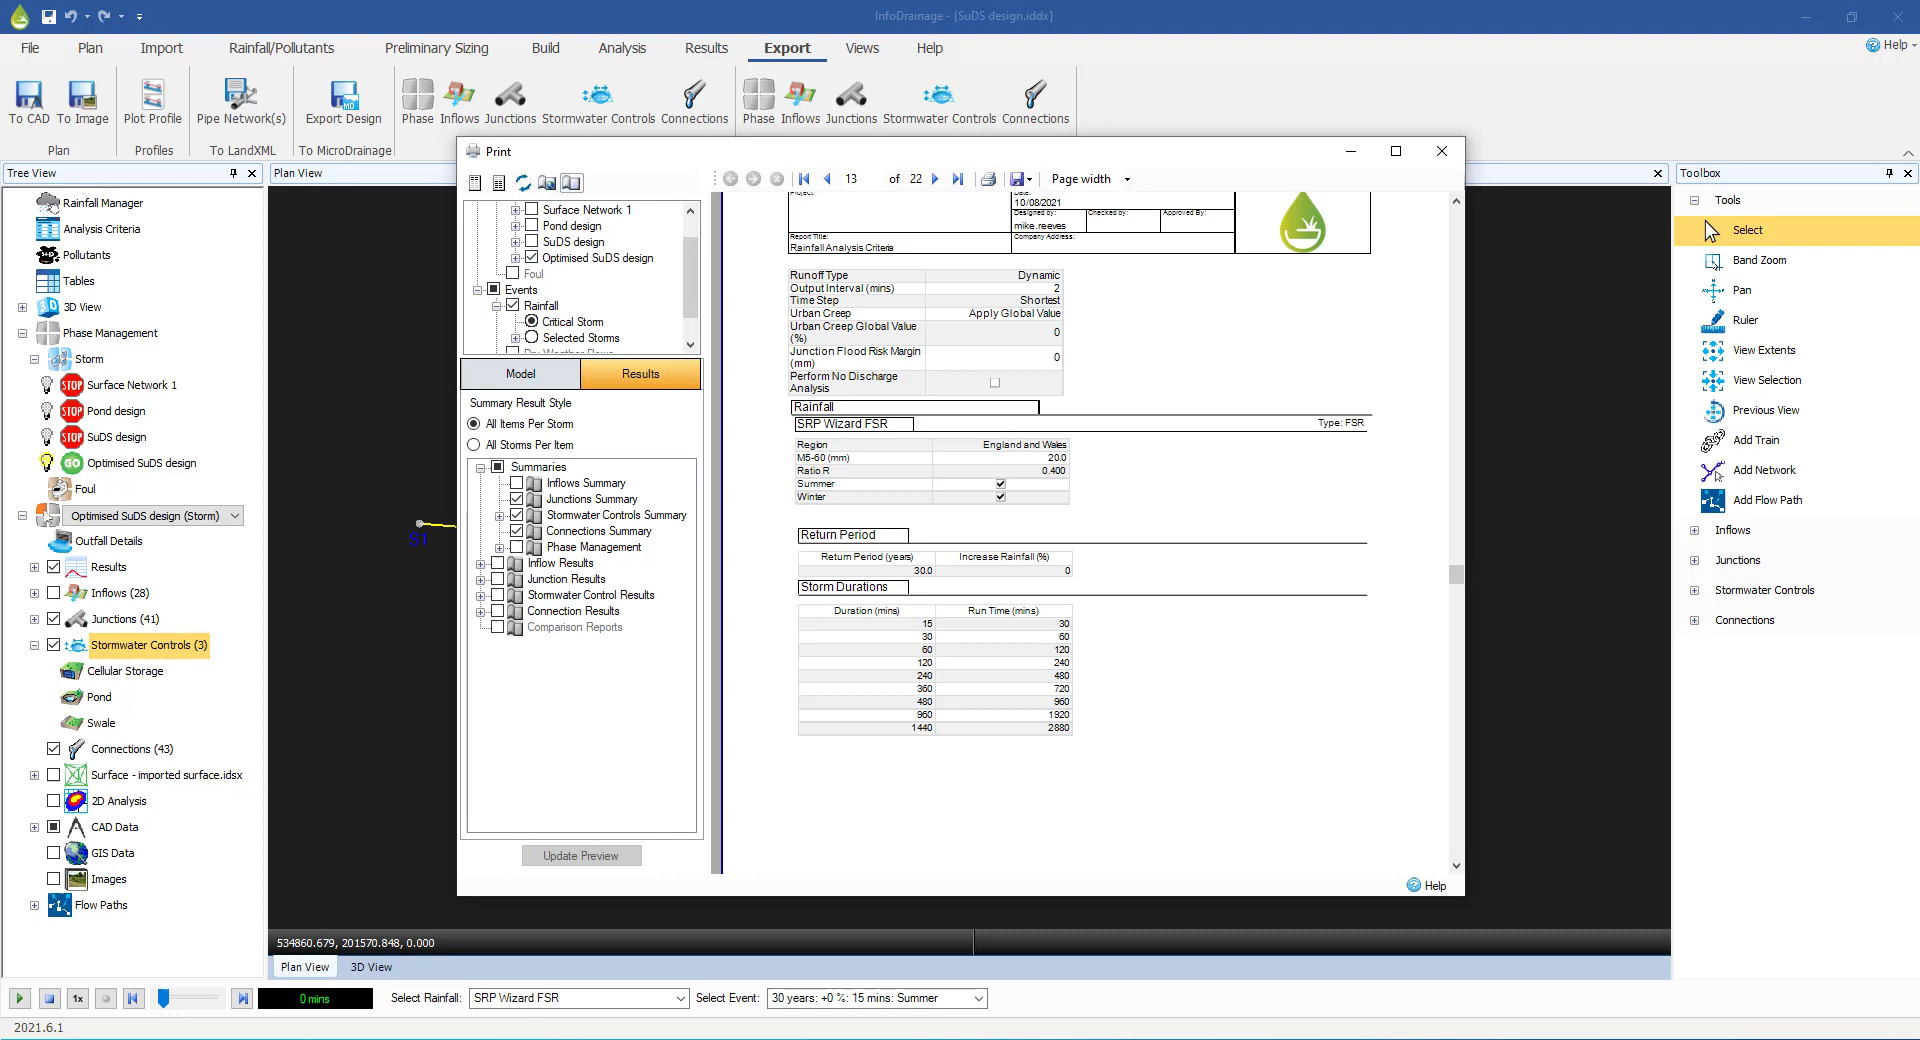 InfoDrainage - [SuDS design.iddx]
File
Plan
Import
Rainfall/Pollutants
Preliminary Sizing
Build
Analysis
Results
Export
Views
Help
Help
To CAD
To Image
Plot Profile
Pipe Network(s)
Export Design
Phase
Inflows
Junctions
Stormwater Controls
Connections
Phase
Inflows
Junctions
Stormwater Controls
Connections
Plan
Profiles
To LandXML
To MicroDrainage
Tree View
Plan View
Toolbox
Rainfall Manager
Analysis Criteria
Pollutants
Tables
3D View
Phase Management
Storm
STOP Surface Network 1
STOP Pond design
STOP SuDS design
GO Optimised SuDS design
Foul
Optimised SuDS design (Storm)
Outfall Details
Results
Inflows (28)
Junctions (41)
Stormwater Controls (3)
Cellular Storage
Pond
Swale
Connections (43)
Surface - imported surface.idsx
2D Analysis
CAD Data
GIS Data
Images
Flow Paths
S1
Print
13 of 22
Page width
Surface Network 1
Pond design
SuDS design
Optimised SuDS design
Foul
Events
Rainfall
Critical Storm
Selected Storms
Model
Results
Summary Result Style
All Items Per Stom
All Storms Per Item
Summaries
Inflows Summary
Junctions Summary
Stormwater Controls Summary
Connections Summary
Phase Management
Inflow Results
Junction Results
Stormwater Control Results
Connection Results
Comparison Reports
Update Preview
Project:
Date:
10/08/2021
Designed by:
Checked by:
Approved By:
mike.reeves
Report Title:
Company Address:
Rainfall Analysis Criteria
Runoff Type Dynamic
Output Interval (mins) 2
Time Step Shortest
Urban Creep Apply Global Value
Urban Creep Global Value (%) 0
Junction Flood Risk Margin (mm) 0
Perform No Discharge Analysis
Rainfall
SRP Wizard FSR
Type: FSR
Region England and Wales
M5-60 (mm) 20.0
Ratio R 0.400
Summer
Winter
Return Period
Return Period (years) Increase Rainfall (%)
30.0 0
Storm Durations
Duration (mins) Run Time (mins)
15 30
30 60
60 120
120 240
240 480
360 720
480 960
960 1920
1440 2880
Help
Tools
Select
Band Zoom
Pan
Ruler
View Extents
View Selection
Previous View
Add Train
Add Network
Add Flow Path
Inflows
Junctions
Stormwater Controls
Connections
534860.679, 201570.848, 0.000
Plan View
3D View
1x
0 mins
Select Rainfall:
SRP Wizard FSR
Select Event:
30 years: +0 %: 15 mins: Summer
2021.6.1